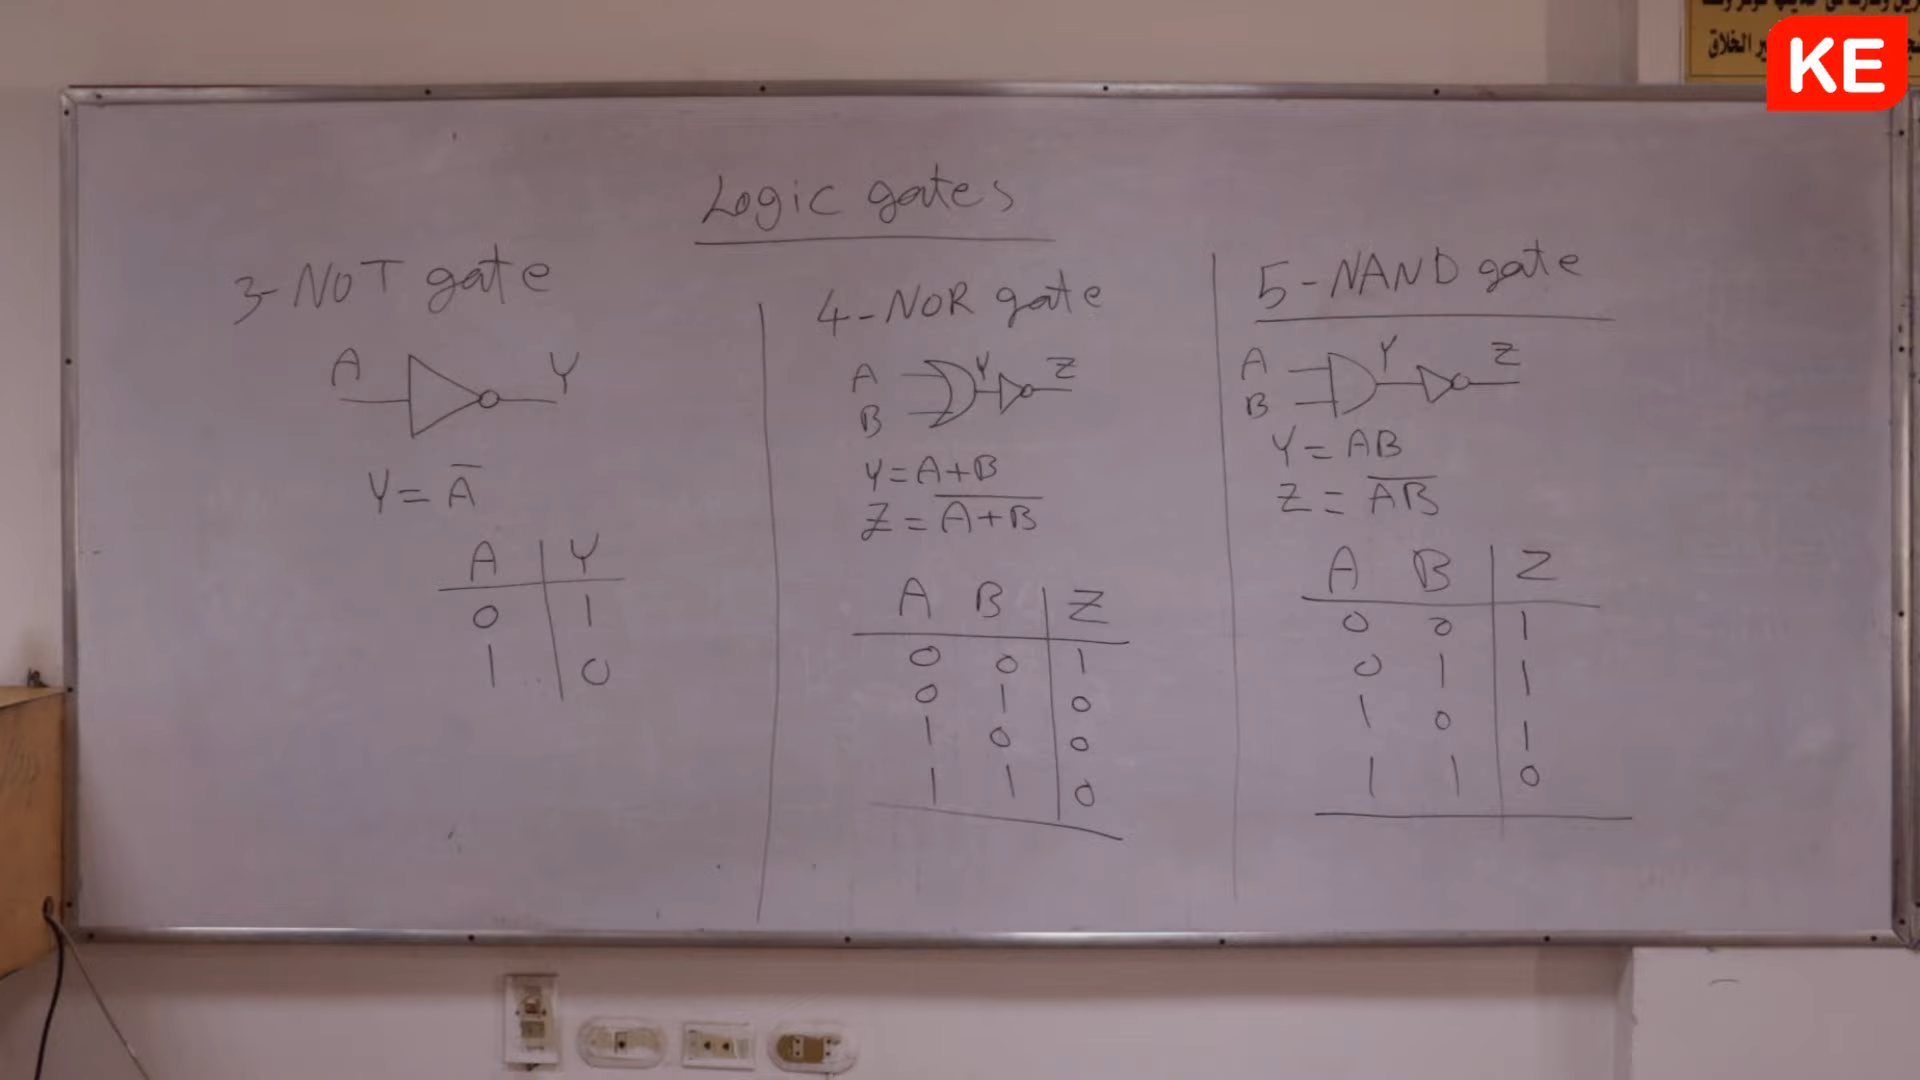 KE
الخلاق
Logic gates
3-NOT gate
A Y
Y = A̅
A Y
0 1
1 0
4-NOR gate
A Y Z
B
Y=A+B
Z = A̅+̅B̅
A B Z
0 0 1
0 1 0
1 0 0
1 1 0
5-NAND gate
A Y Z
B
Y = AB
Z = A̅B̅
A B Z
0 0 1
0 1 1
1 0 1
1 1 0